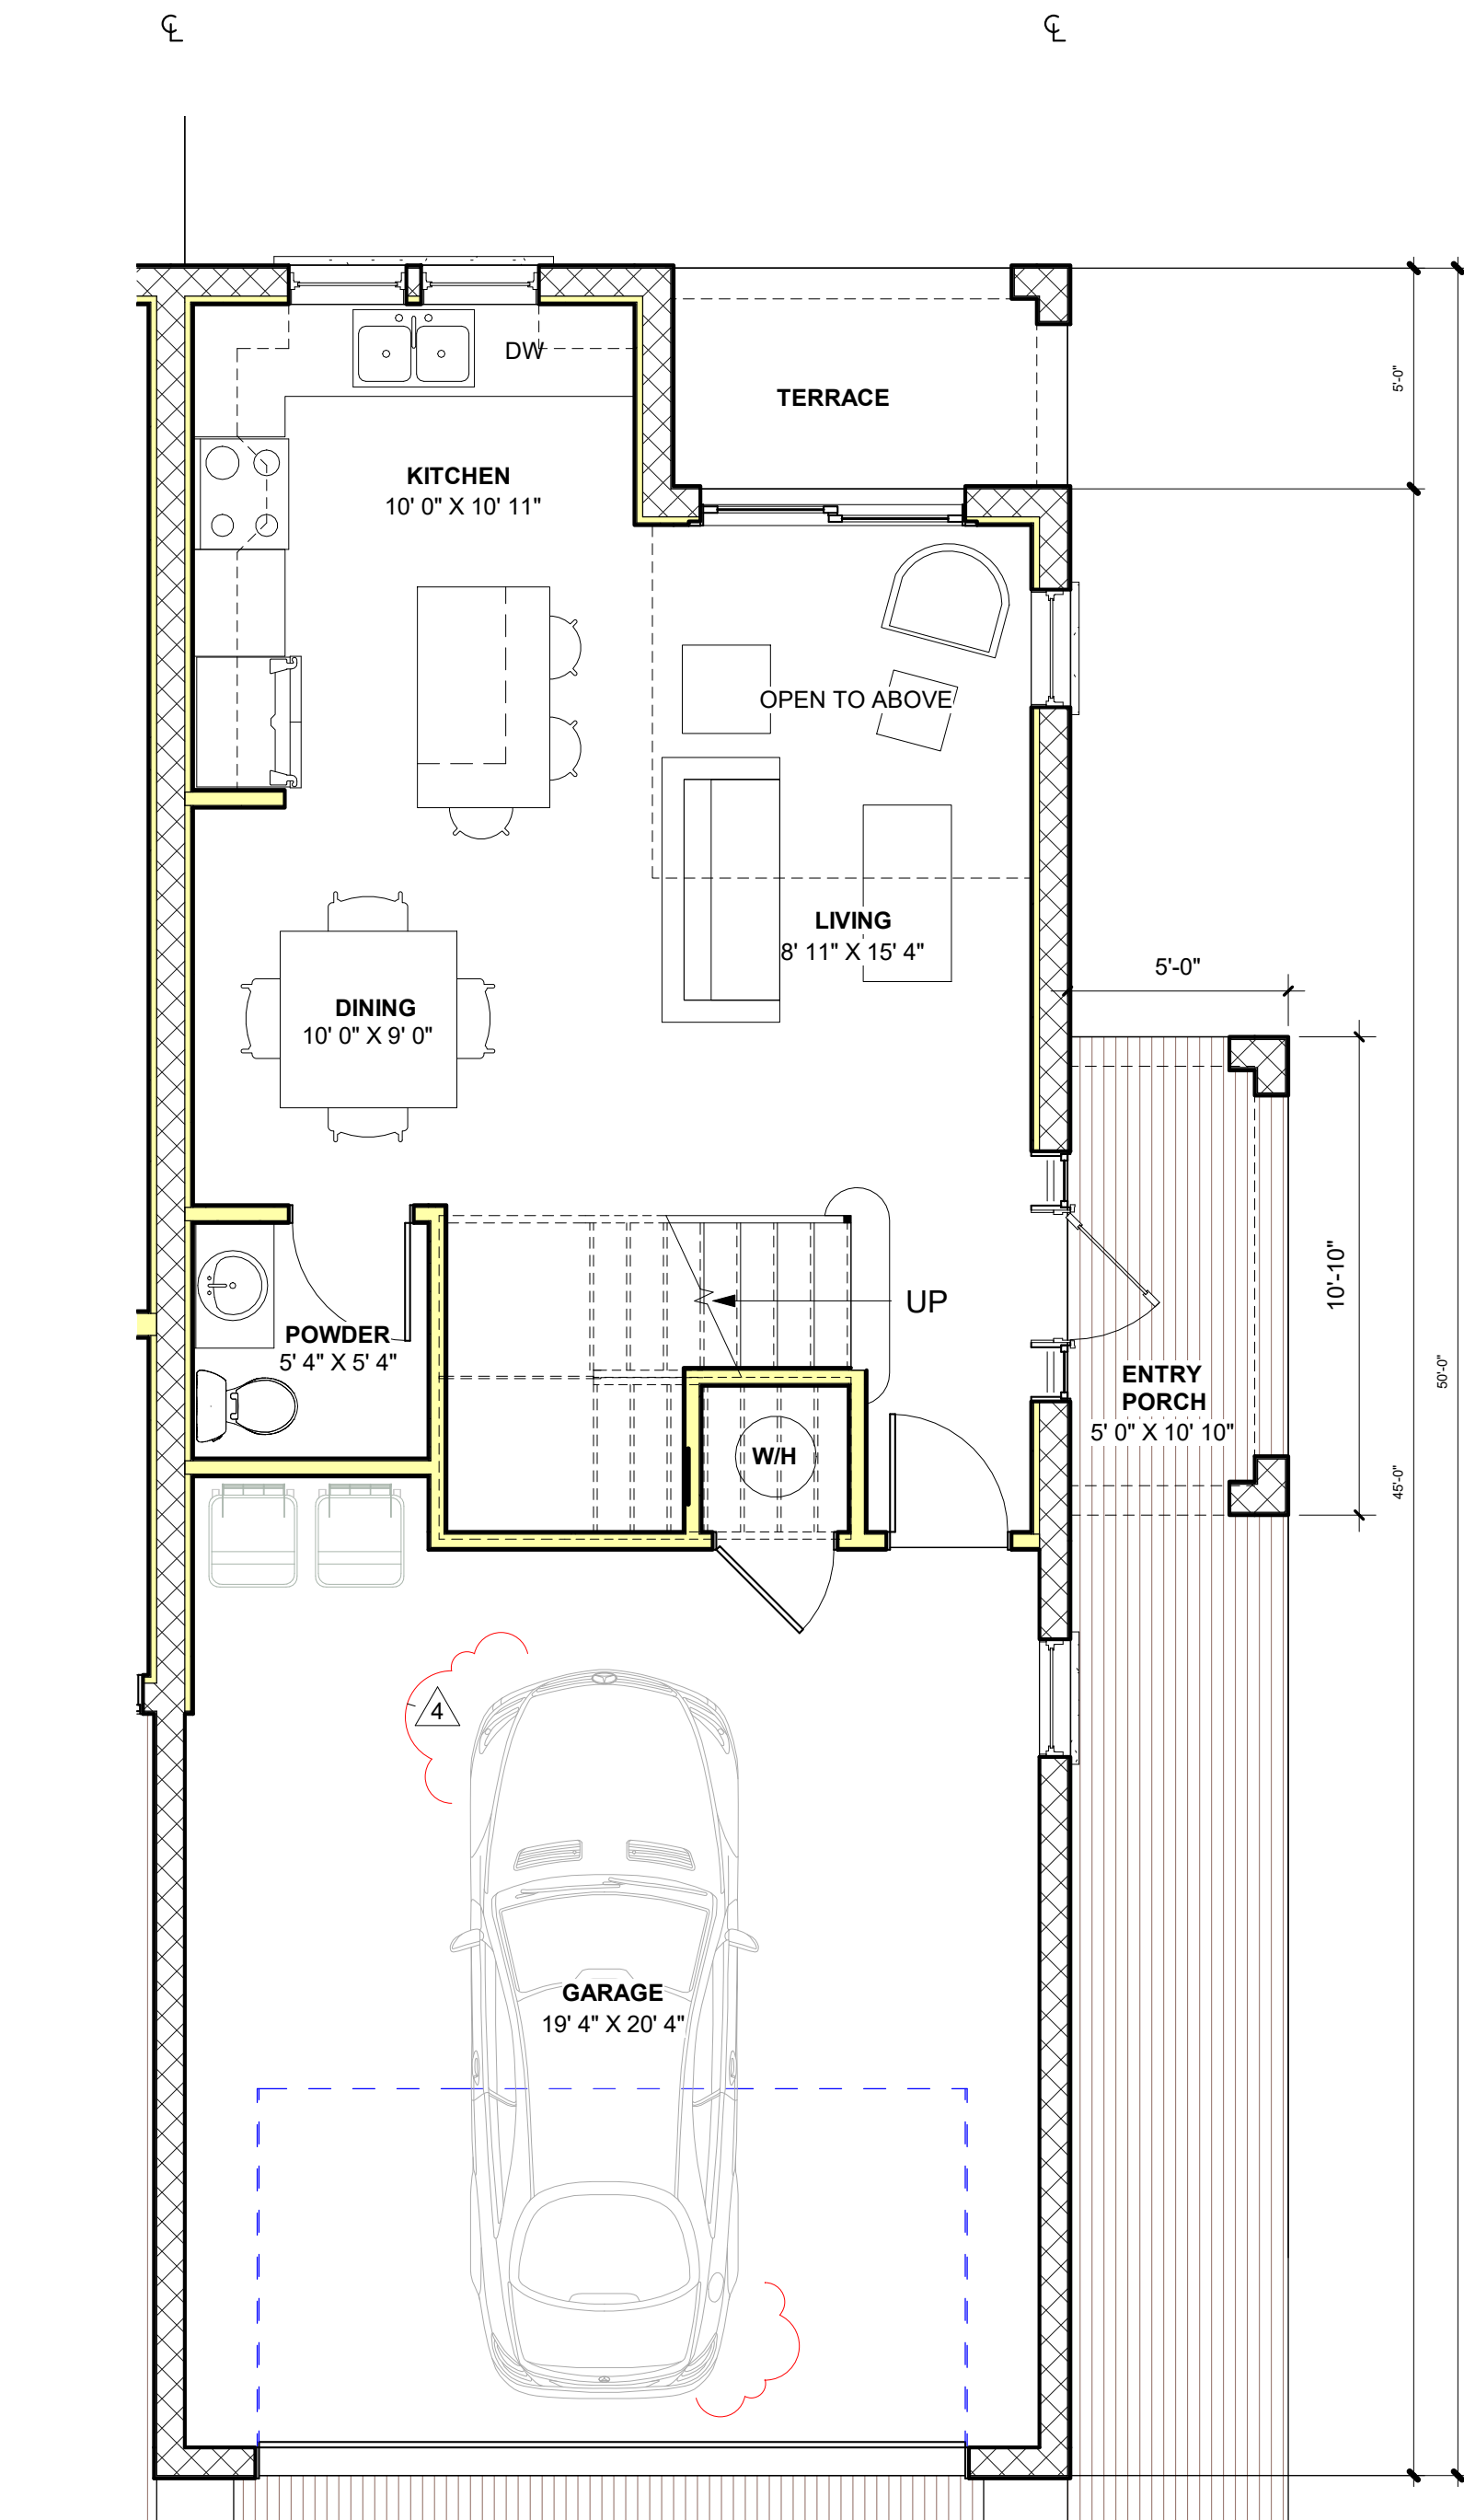 ℄
℄
DW
TERRACE
5'-0"
KITCHEN
10' 0" X 10' 11"
OPEN TO ABOVE
LIVING
8' 11" X 15' 4"
5'-0"
DINING
10' 0" X 9' 0"
10'-10"
UP
POWDER
5' 4" X 5' 4"
ENTRY
PORCH
5' 0" X 10' 10"
50'-0"
W/H
45'-0"
4
GARAGE
19' 4" X 20' 4"